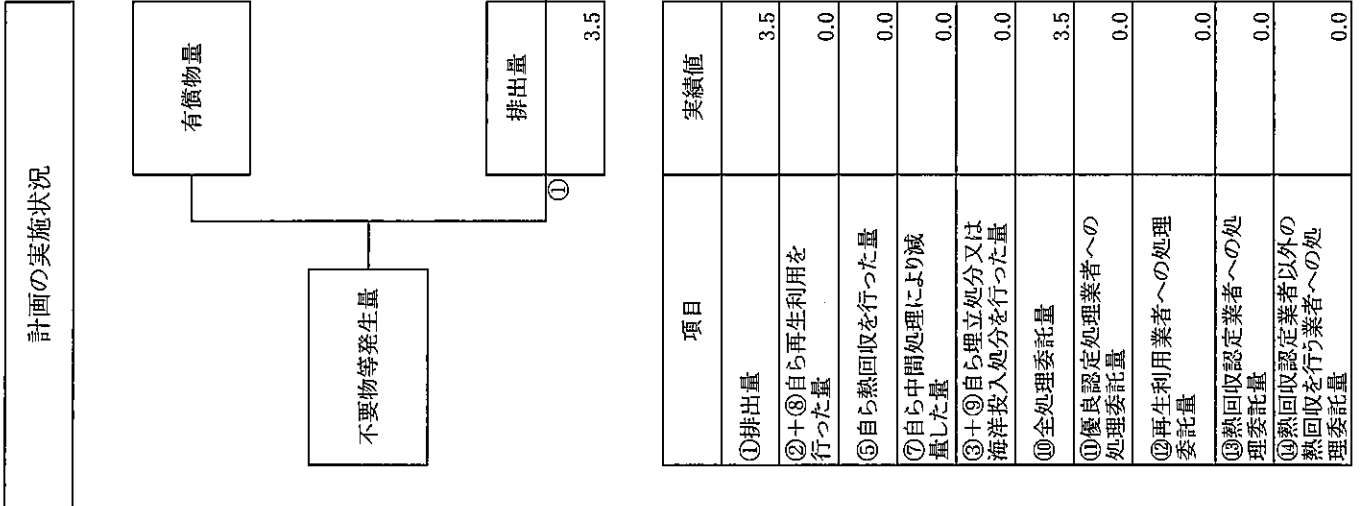 計画の実施状況
不要物等発生量
有償物量
排出量
①
3.5
項目
実績値
①排出量
3.5
②＋⑧自ら再生利用を
行った量
0.0
⑤自ら熱回収を行った量
0.0
⑦自ら中間処理により減
量した量
0.0
③＋⑨自ら埋立処分又は
海洋投入処分を行った量
0.0
⑩全処理委託量
3.5
⑪優良認定処理業者への
処理委託量
0.0
⑫再生利用業者への処理
委託量
0.0
⑬熱回収認定業者への処
理委託量
0.0
⑭熱回収認定業者以外の
熱回収を行う業者への処
理委託量
0.0